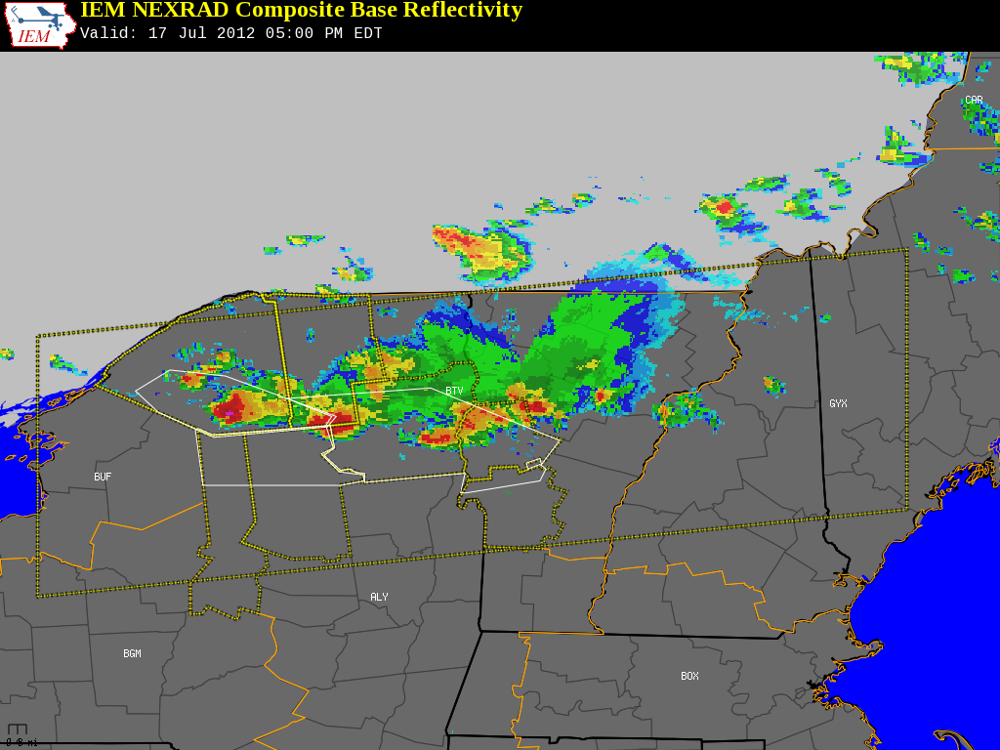 IEM NEXRAD Composite Base Reflectivity
IEM
Valid: 17 Jul 2012 05:00 PM EDT
CAR
BTV
GYX
BUF
ALY
BGM
BOX
mi